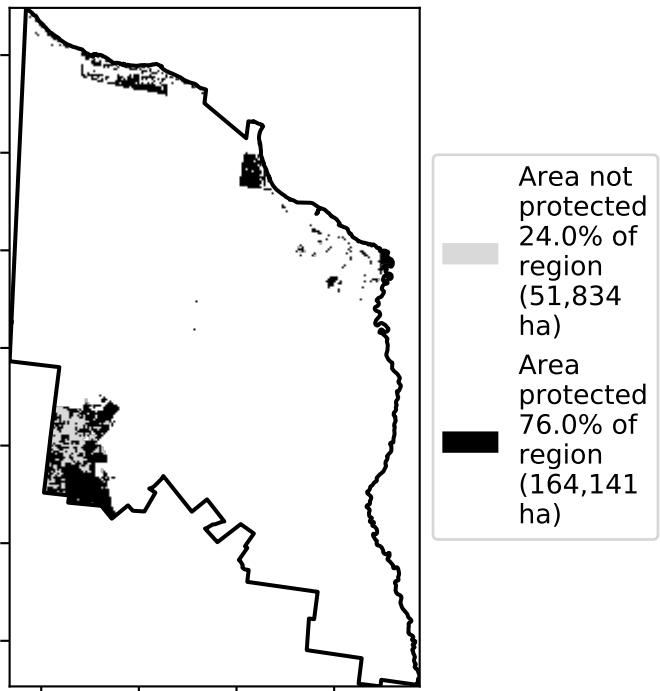 Area not
protected
24.0% of
region
(51,834
ha)
Area
protected
76.0% of
region
(164,141
ha)